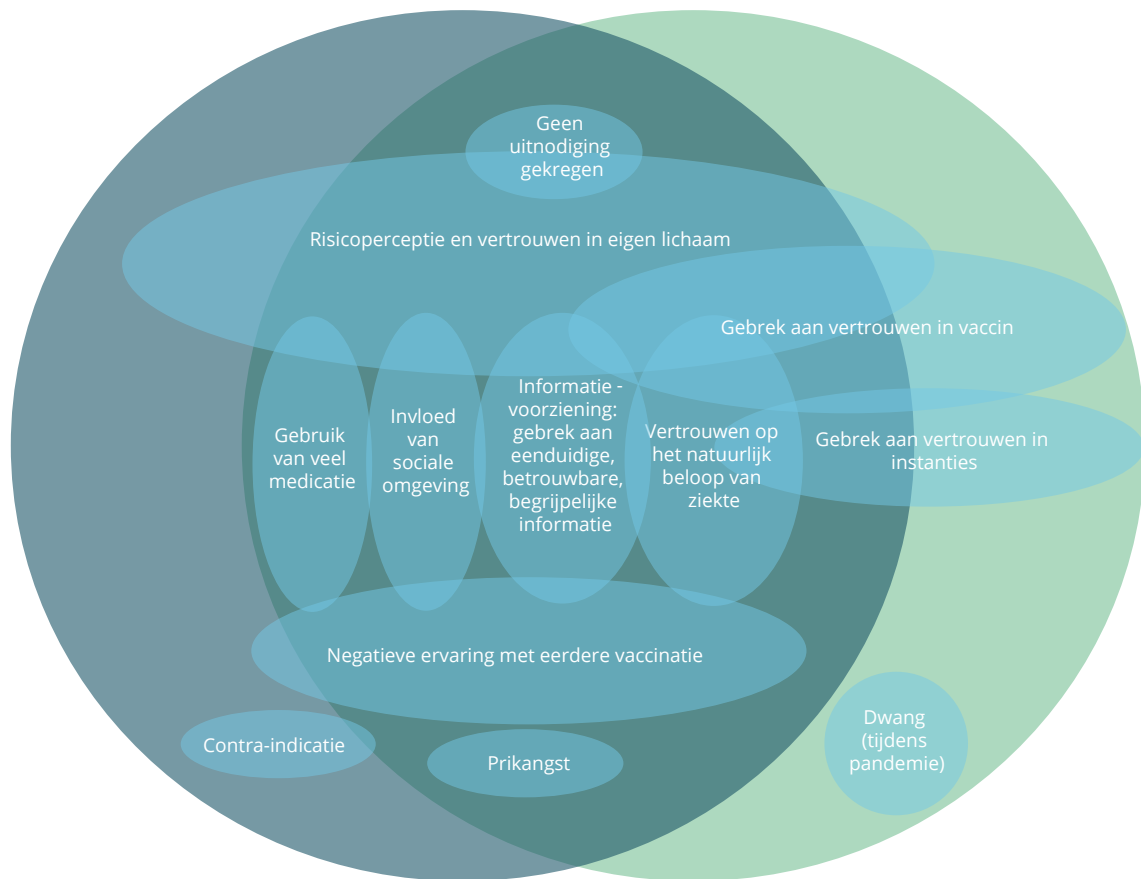 Geen
uitnodiging
gekregen
Risicoperceptie en vertrouwen in eigen lichaam
Gebrek aan vertrouwen in vaccin
Gebruik
van veel
medicatie
Invloed
van
sociale
omgeving
Informatie -
voorziening:
gebrek aan
eenduidige,
betrouwbare,
begrijpelijke
informatie
Vertrouwen op
het natuurlijk
beloop van
ziekte
Gebrek aan vertrouwen in
instanties
Negatieve ervaring met eerdere vaccinatie
Contra-indicatie
Prikangst
Dwang
(tijdens
pandemie)